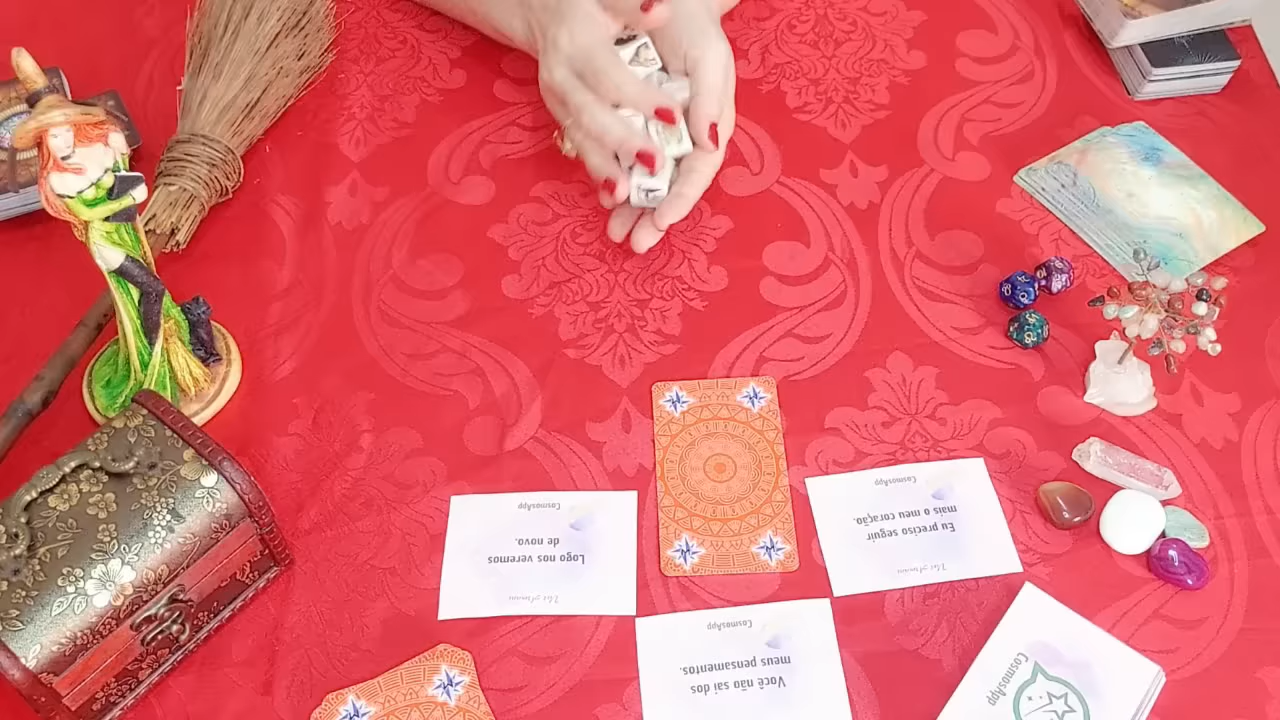 Logo nos veremos
de novo.
CosmosApp
Eu preciso seguir
mais o meu coração.
CosmosApp
Você não sai dos
meus pensamentos.
CosmosApp
CosmosApp